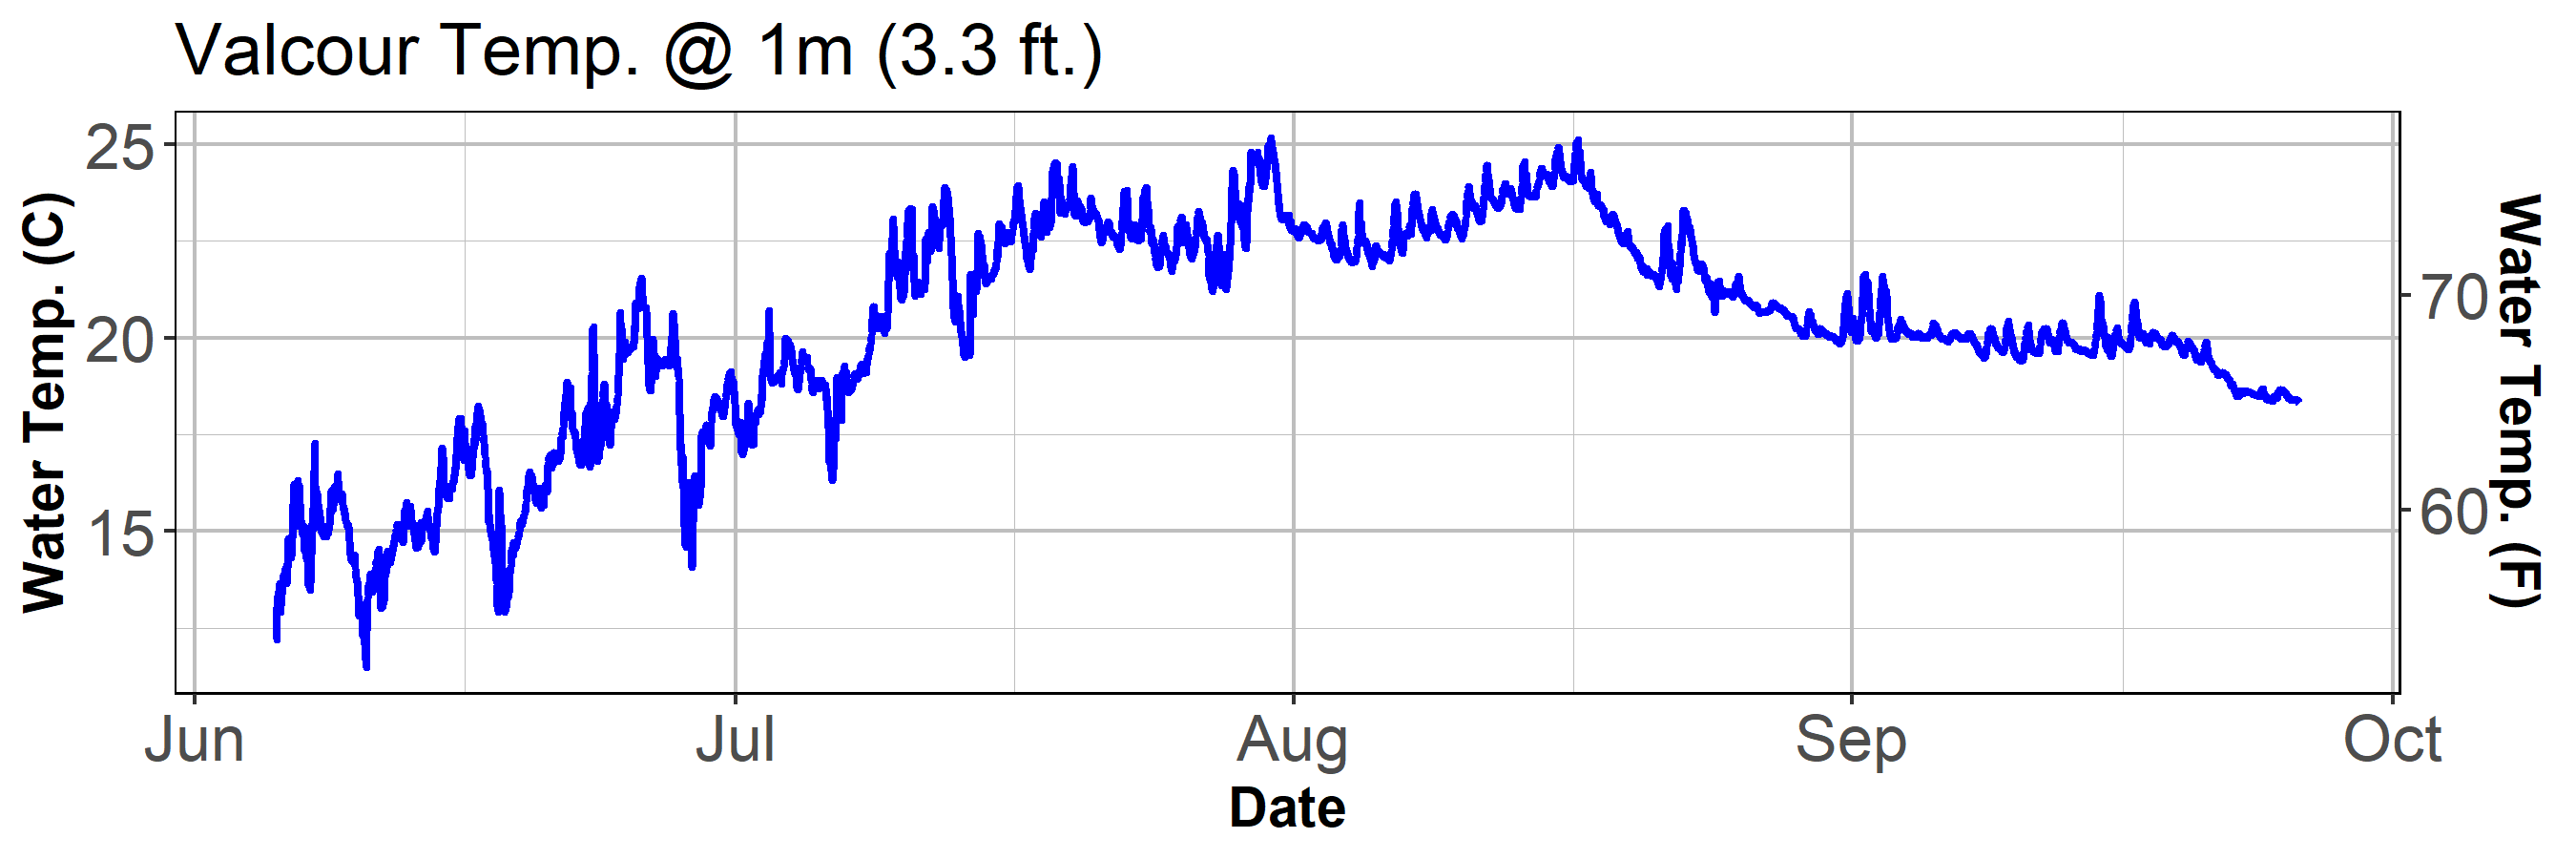 Valcour Temp. @ 1m (3.3 ft.)
25
20
15
Water Temp. (C)
70
60
Water Temp. (F)
Jun Jul Aug Sep Oct
Date